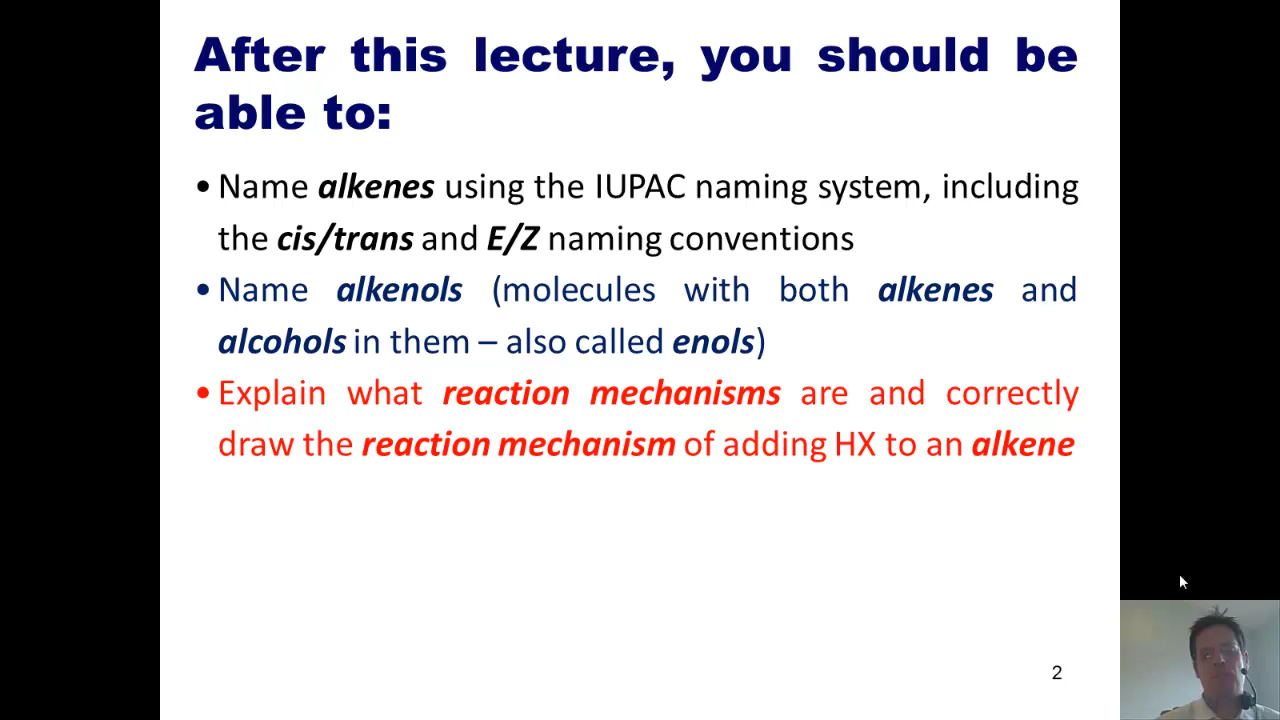 After this lecture, you should be
able to:
• Name alkenes using the IUPAC naming system, including
the cis/trans and E/Z naming conventions
• Name alkenols (molecules with both alkenes and
alcohols in them – also called enols)
• Explain what reaction mechanisms are and correctly
draw the reaction mechanism of adding HX to an alkene
2